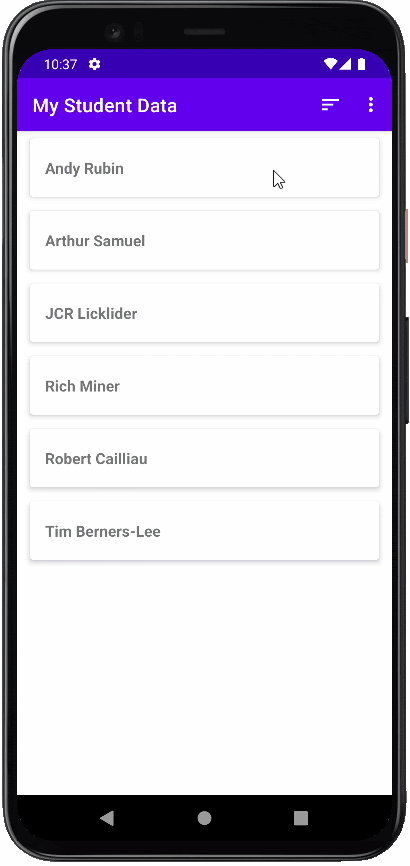 10:37
My Student Data
Andy Rubin
Arthur Samuel
JCR Licklider
Rich Miner
Robert Cailliau
Tim Berners-Lee